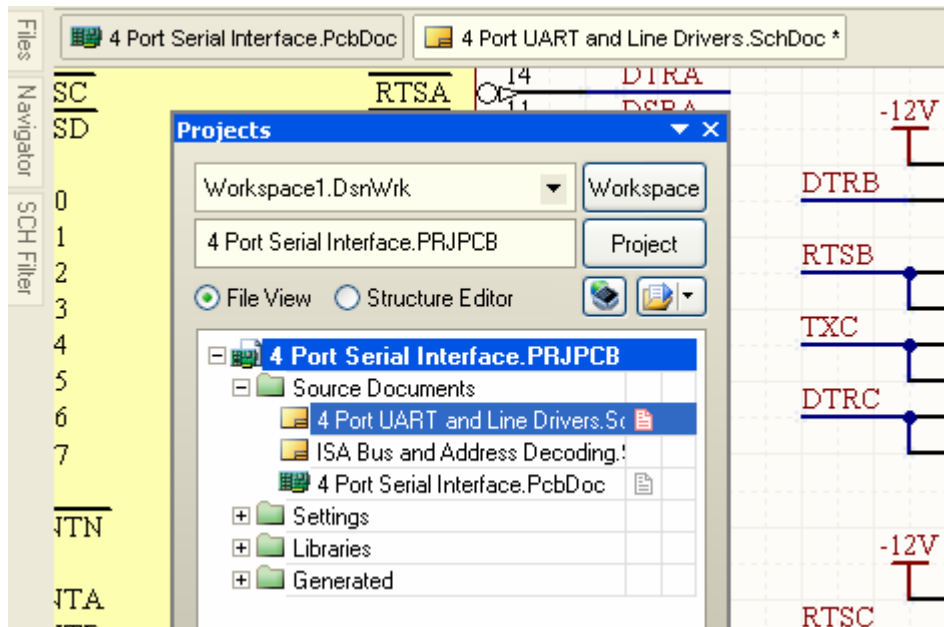 Files
Navigator
SCH Filter
4 Port Serial Interface.PcbDoc
4 Port UART and Line Drivers.SchDoc *
SC
SD
0
1
2
3
4
5
6
7
NTN
NTA
RTSA
14
DTRA
11
DSRA
Projects
Workspace1.DsnWrk
Workspace
4 Port Serial Interface.PRJPCB
Project
File View
Structure Editor
4 Port Serial Interface.PRJPCB
Source Documents
4 Port UART and Line Drivers.Sc
ISA Bus and Address Decoding.
4 Port Serial Interface.PcbDoc
Settings
Libraries
Generated
-12V
DTRB
RTSB
TXC
DTRC
-12V
RTSC